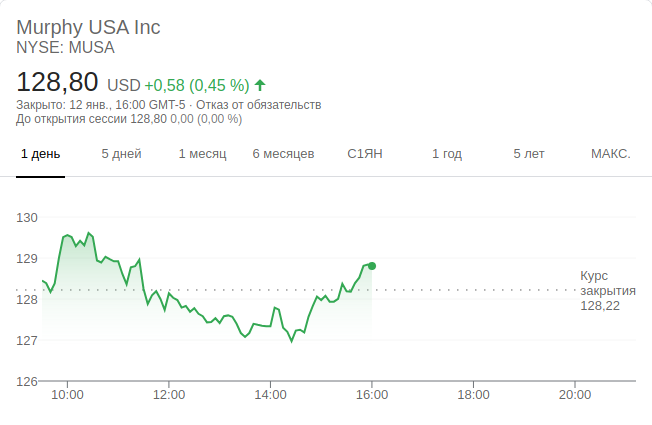 Murphy USA Inc
NYSE: MUSA
128,80 USD +0,58 (0,45 %)
Закрыто: 12 янв., 16:00 GMT-5 · Отказ от обязательств
До открытия сессии 128,80 0,00 (0,00 %)
1 день 5 дней 1 месяц 6 месяцев С1ЯН 1 год 5 лет МАКС.
130
129
128
127
126
Курс
закрытия
128,22
10:00 12:00 14:00 16:00 18:00 20:00